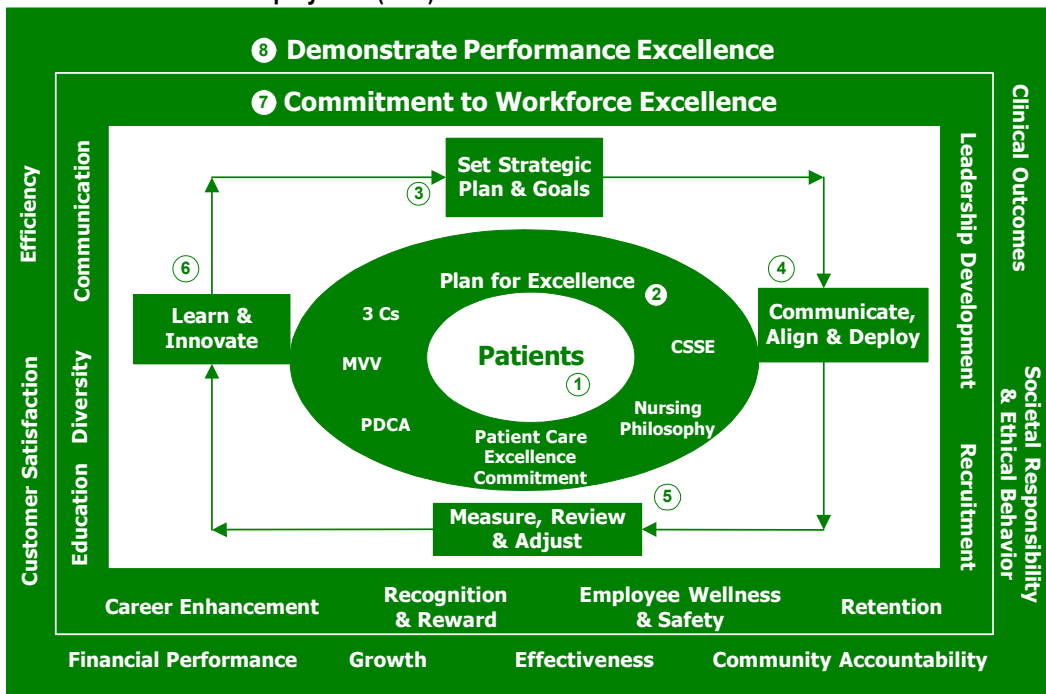 8 Demonstrate Performance Excellence
7 Commitment to Workforce Excellence
Efficiency
Customer Satisfaction
Communication
Diversity
Education
Set Strategic
Plan & Goals
3
4
Communicate,
Align & Deploy
5
Measure, Review
& Adjust
6
Learn &
Innovate
Plan for Excellence
2
3 Cs
MVV
PDCA
CSSE
Nursing
Philosophy
Patient Care
Excellence
Commitment
Patients
1
Leadership Development
Recruitment
Clinical Outcomes
Societal Responsibility
& Ethical Behavior
Career Enhancement
Recognition
& Reward
Employee Wellness
& Safety
Retention
Financial Performance
Growth
Effectiveness
Community Accountability